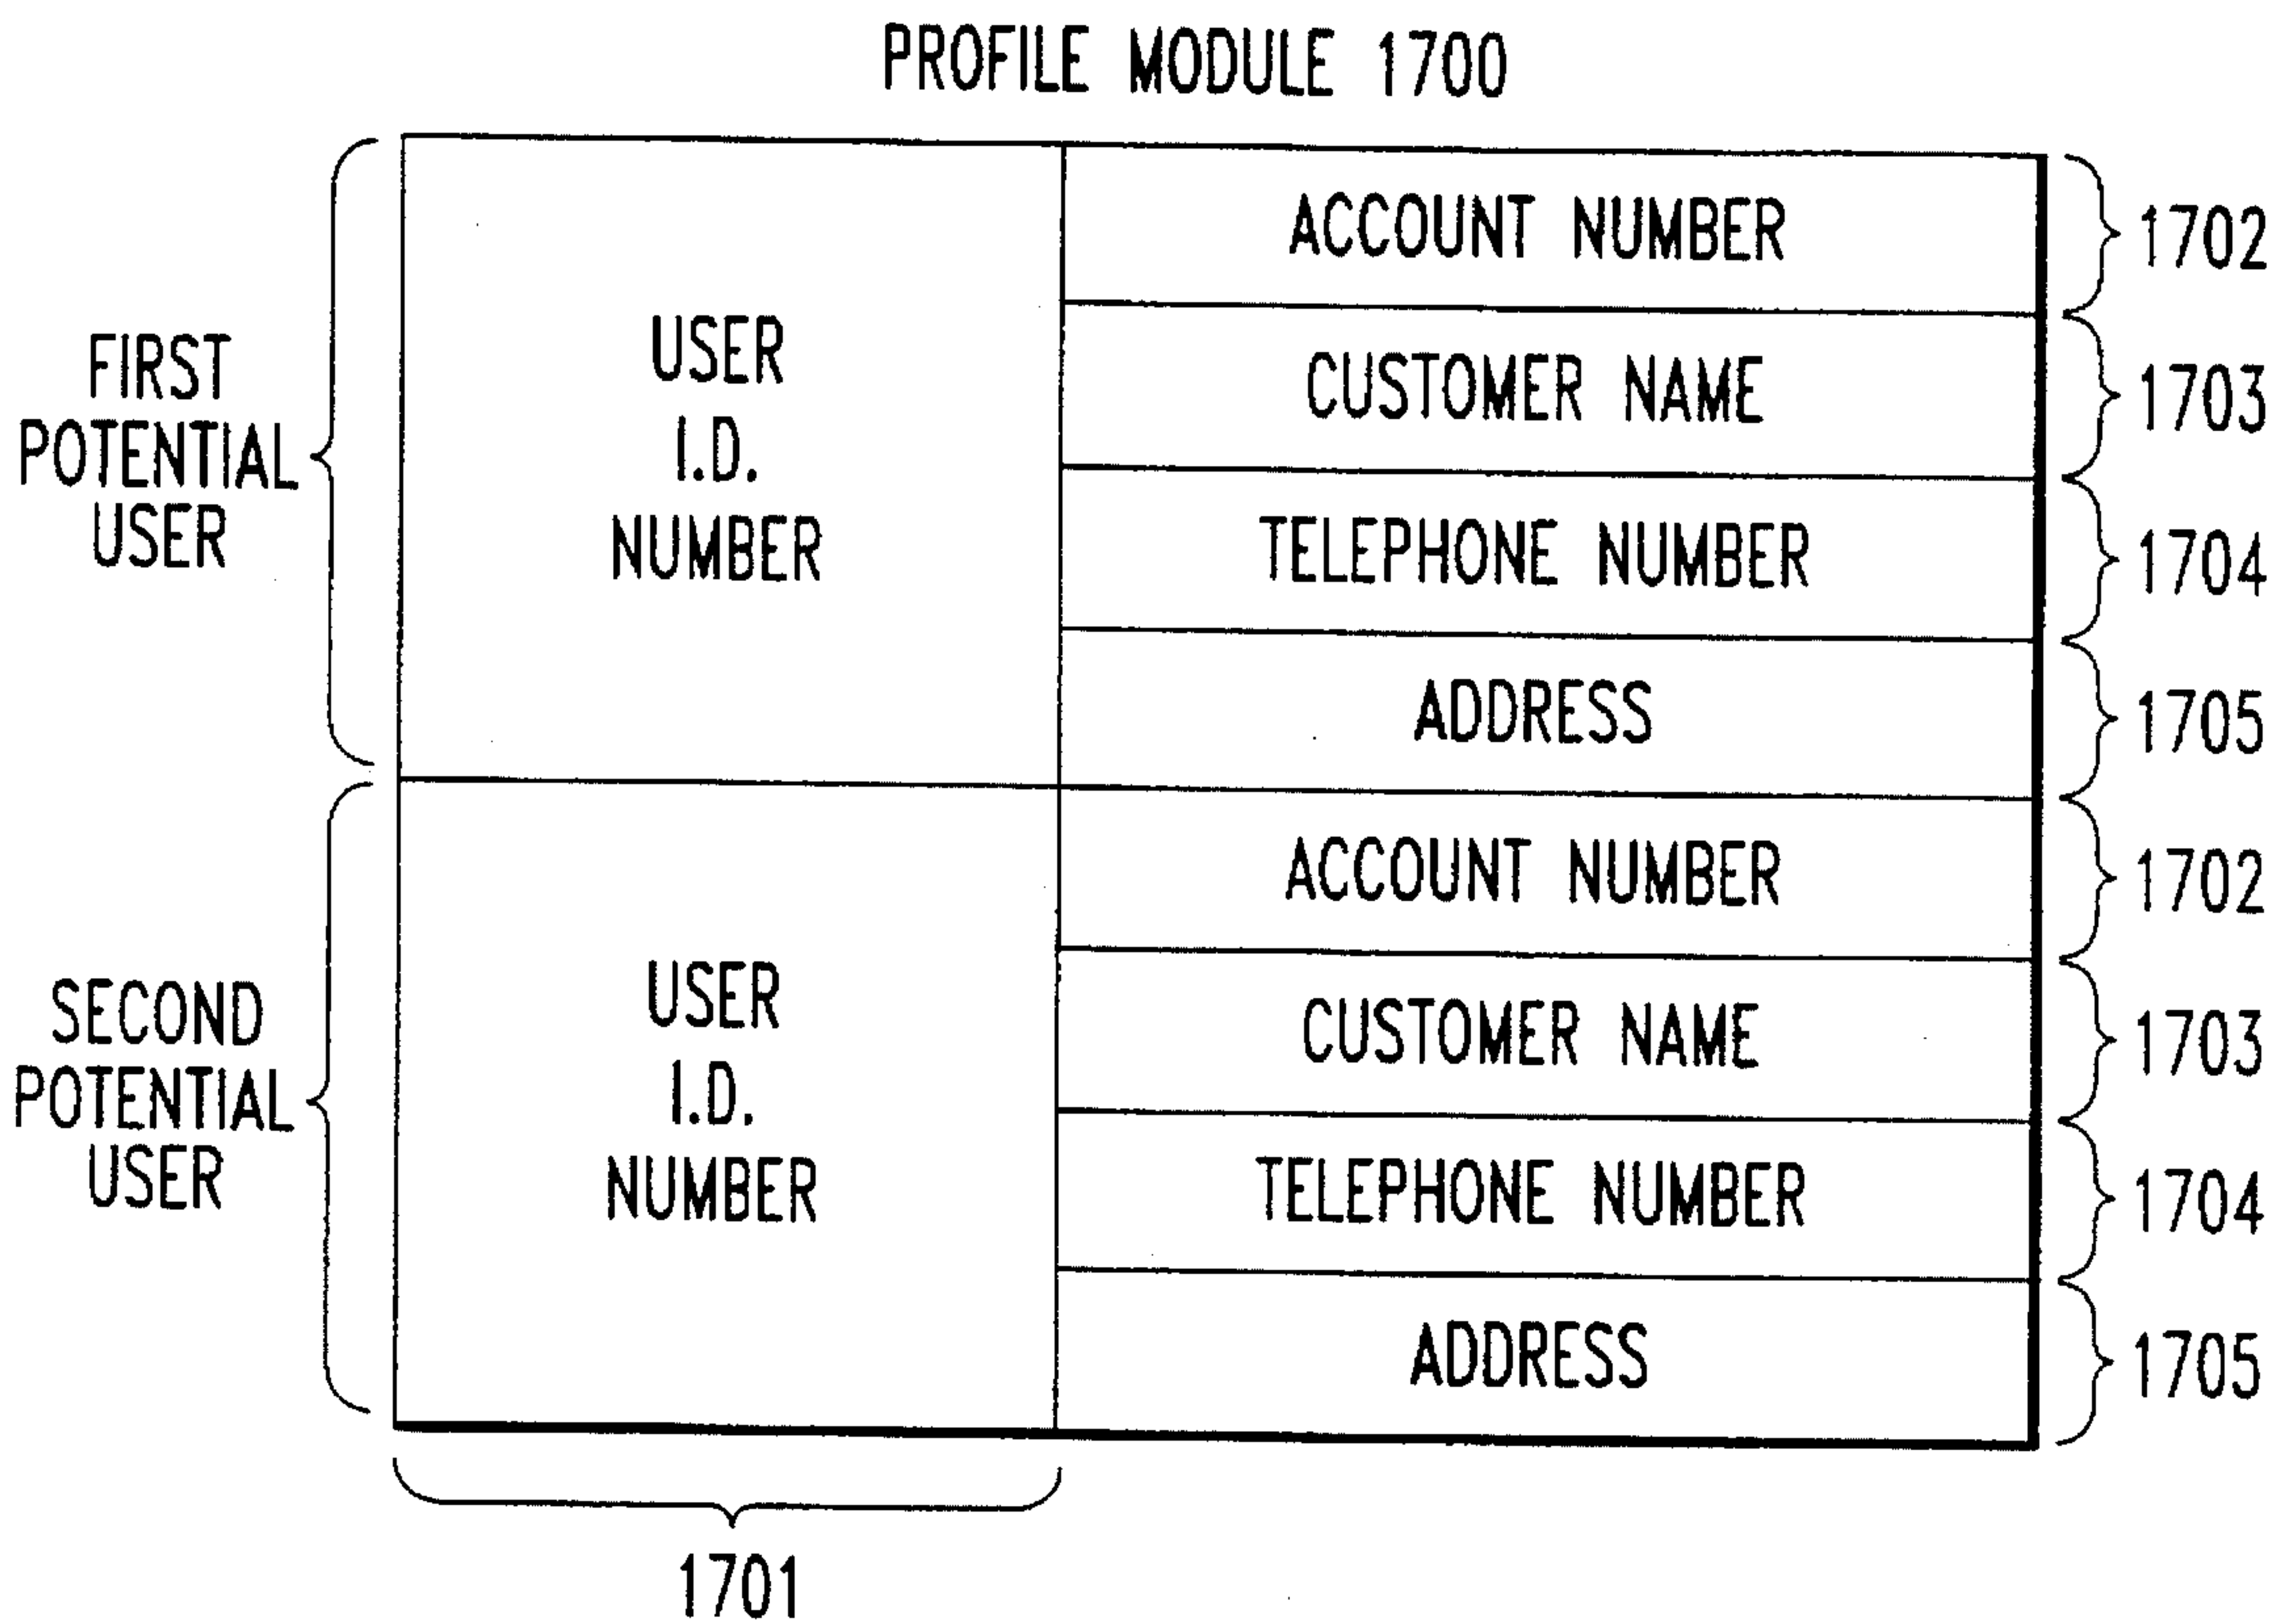 PROFILE MODULE 1700
FIRST
POTENTIAL
USER
USER
I.D.
NUMBER
ACCOUNT NUMBER
1702
CUSTOMER NAME
1703
TELEPHONE NUMBER
1704
ADDRESS
1705
SECOND
POTENTIAL
USER
USER
I.D.
NUMBER
ACCOUNT NUMBER
1702
CUSTOMER NAME
1703
TELEPHONE NUMBER
1704
ADDRESS
1705
1701